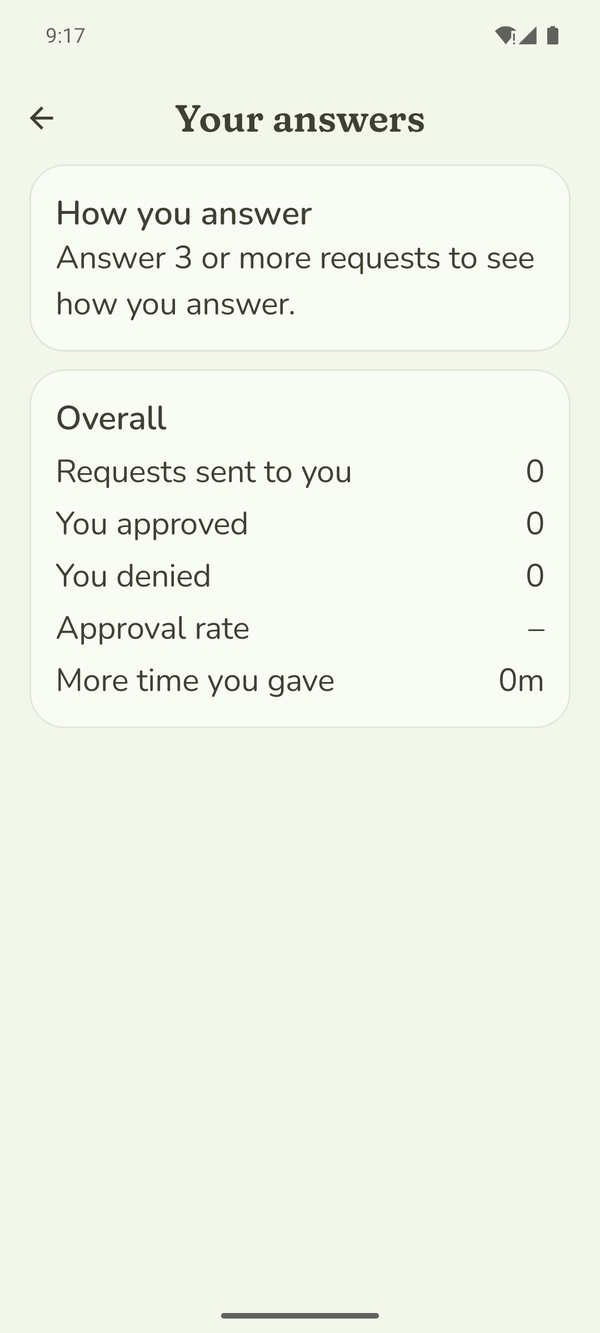 9:17
Your answers
How you answer
Answer 3 or more requests to see
how you answer.
Overall
Requests sent to you 0
You approved 0
You denied 0
Approval rate –
More time you gave 0m